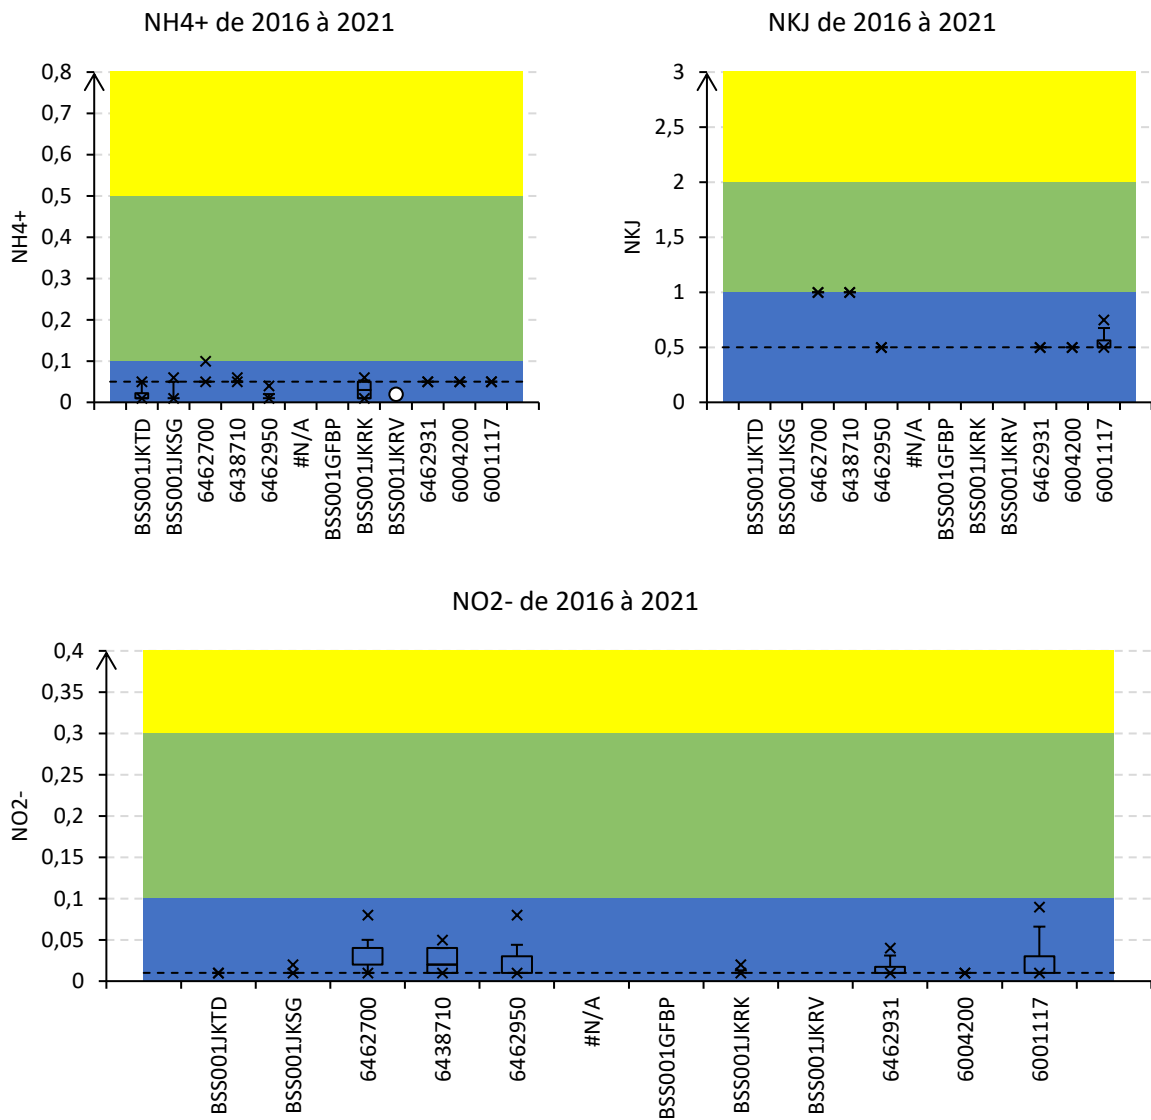 NH4+ de 2016 à 2021
0,8
0,7
0,6
0,5
0,4
0,3
0,2
0,1
0
NH4+
BSS001JKTD
BSS001JKSG
6462700
6438710
6462950
#N/A
BSS001GFBP
BSS001JKRK
BSS001JKRV
6462931
6004200
6001117
NKJ de 2016 à 2021
3
2,5
2
1,5
1
0,5
0
NKJ
BSS001JKTD
BSS001JKSG
6462700
6438710
6462950
#N/A
BSS001GFBP
BSS001JKRK
BSS001JKRV
6462931
6004200
6001117
NO2- de 2016 à 2021
0,4
0,35
0,3
0,25
0,2
0,15
0,1
0,05
0
NO2-
BSS001JKTD
BSS001JKSG
6462700
6438710
6462950
#N/A
BSS001GFBP
BSS001JKRK
BSS001JKRV
6462931
6004200
6001117